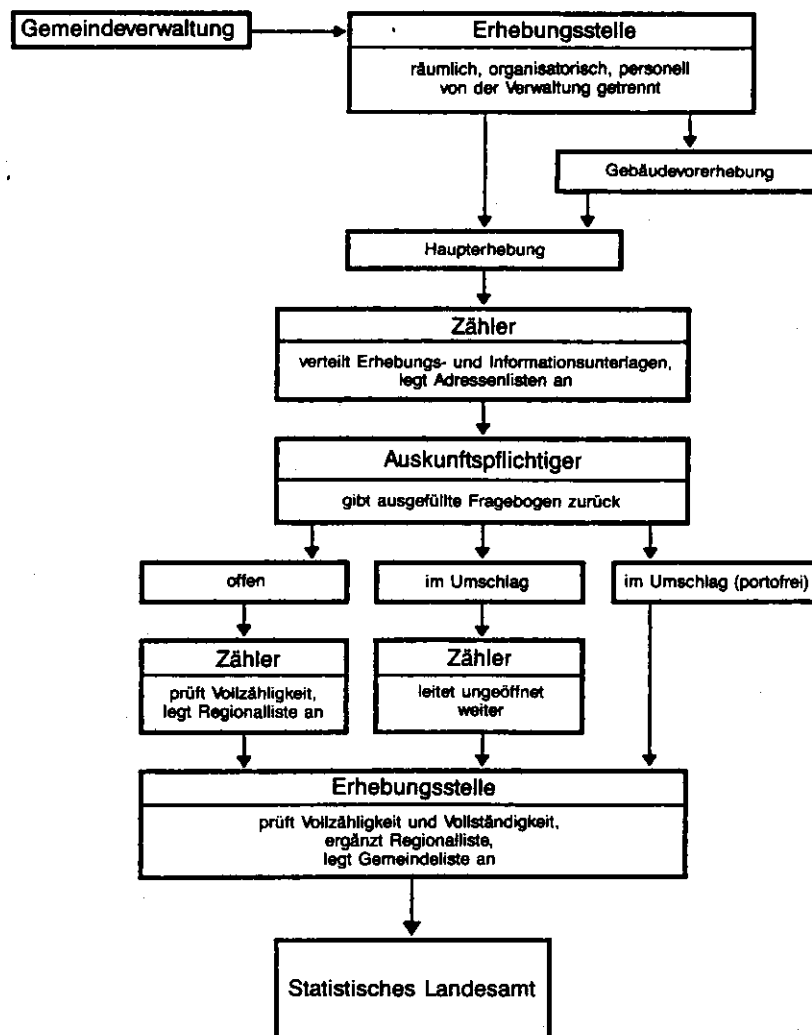 Gemeindeverwaltung
Erhebungsstelle
räumlich, organisatorisch, personell
von der Verwaltung getrennt
Gebäudevorerhebung
Haupterhebung
Zähler
verteilt Erhebungs- und Informationsunterlagen,
legt Adressenlisten an
Auskunftspflichtiger
gibt ausgefüllte Fragebogen zurück
offen
im Umschlag
im Umschlag (portofrei)
Zähler
prüft Vollzähligkeit,
legt Regionalliste an
Zähler
leitet ungeöffnet
weiter
Erhebungsstelle
prüft Vollzähligkeit und Vollständigkeit,
ergänzt Regionalliste,
legt Gemeindeliste an
Statistisches Landesamt